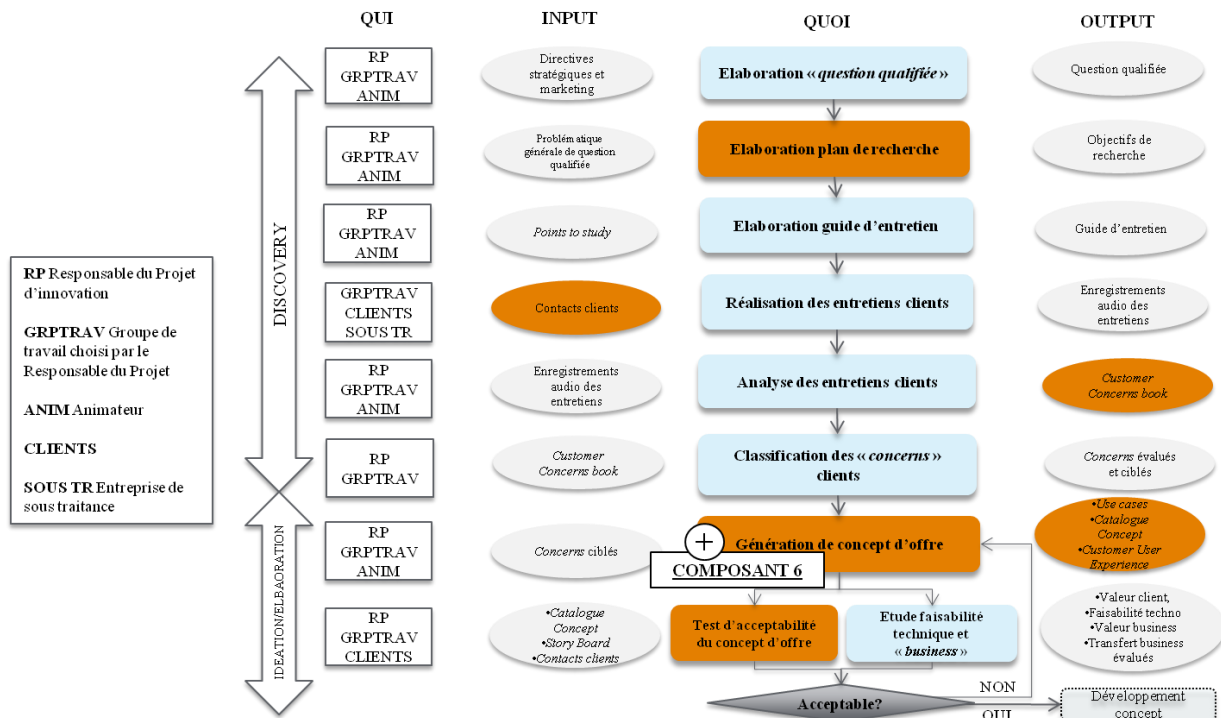 QUI INPUT QUOI OUTPUT
RP
GRPTRAV
ANIM
Directives
stratégiques et
marketing
Elaboration « question qualifiée »
Question qualifiée
RP
GRPTRAV
ANIM
Problématique
générale de question
qualifiée
Elaboration plan de recherche
Objectifs de
recherche
RP
GRPTRAV
ANIM
Points to study
Elaboration guide d’entretien
Guide d’entretien
DISCOVERY
RP Responsable du Projet
d’innovation
GRPTRAV Groupe de
travail choisi par le
Responsable du Projet
ANIM Animateur
CLIENTS
SOUS TR Entreprise de
sous traitance
GRPTRAV
CLIENTS
SOUS TR
Contacts clients
Réalisation des entretiens clients
Enregistrements
audio des
entretiens
RP
GRPTRAV
ANIM
Enregistrements
audio des
entretiens
Analyse des entretiens clients
Customer
Concerns book
RP
GRPTRAV
Customer
Concerns book
Classification des « concerns »
clients
Concerns évalués
et ciblés
IDEATION/ELBAORATION
RP
GRPTRAV
ANIM
Concerns ciblés
Génération de concept d’offre
+
COMPOSANT 6
•Use cases
•Catalogue
Concept
•Customer User
Experience
RP
GRPTRAV
CLIENTS
•Catalogue
Concept
•Story Board
•Contacts clients
Test d’acceptabilité
du concept d’offre
Etude faisabilité
technique et
« business »
•Valeur client,
•Faisabilité techno
•Valeur business
•Transfert business
évalués
Acceptable?
NON
OUI
Développement
concept